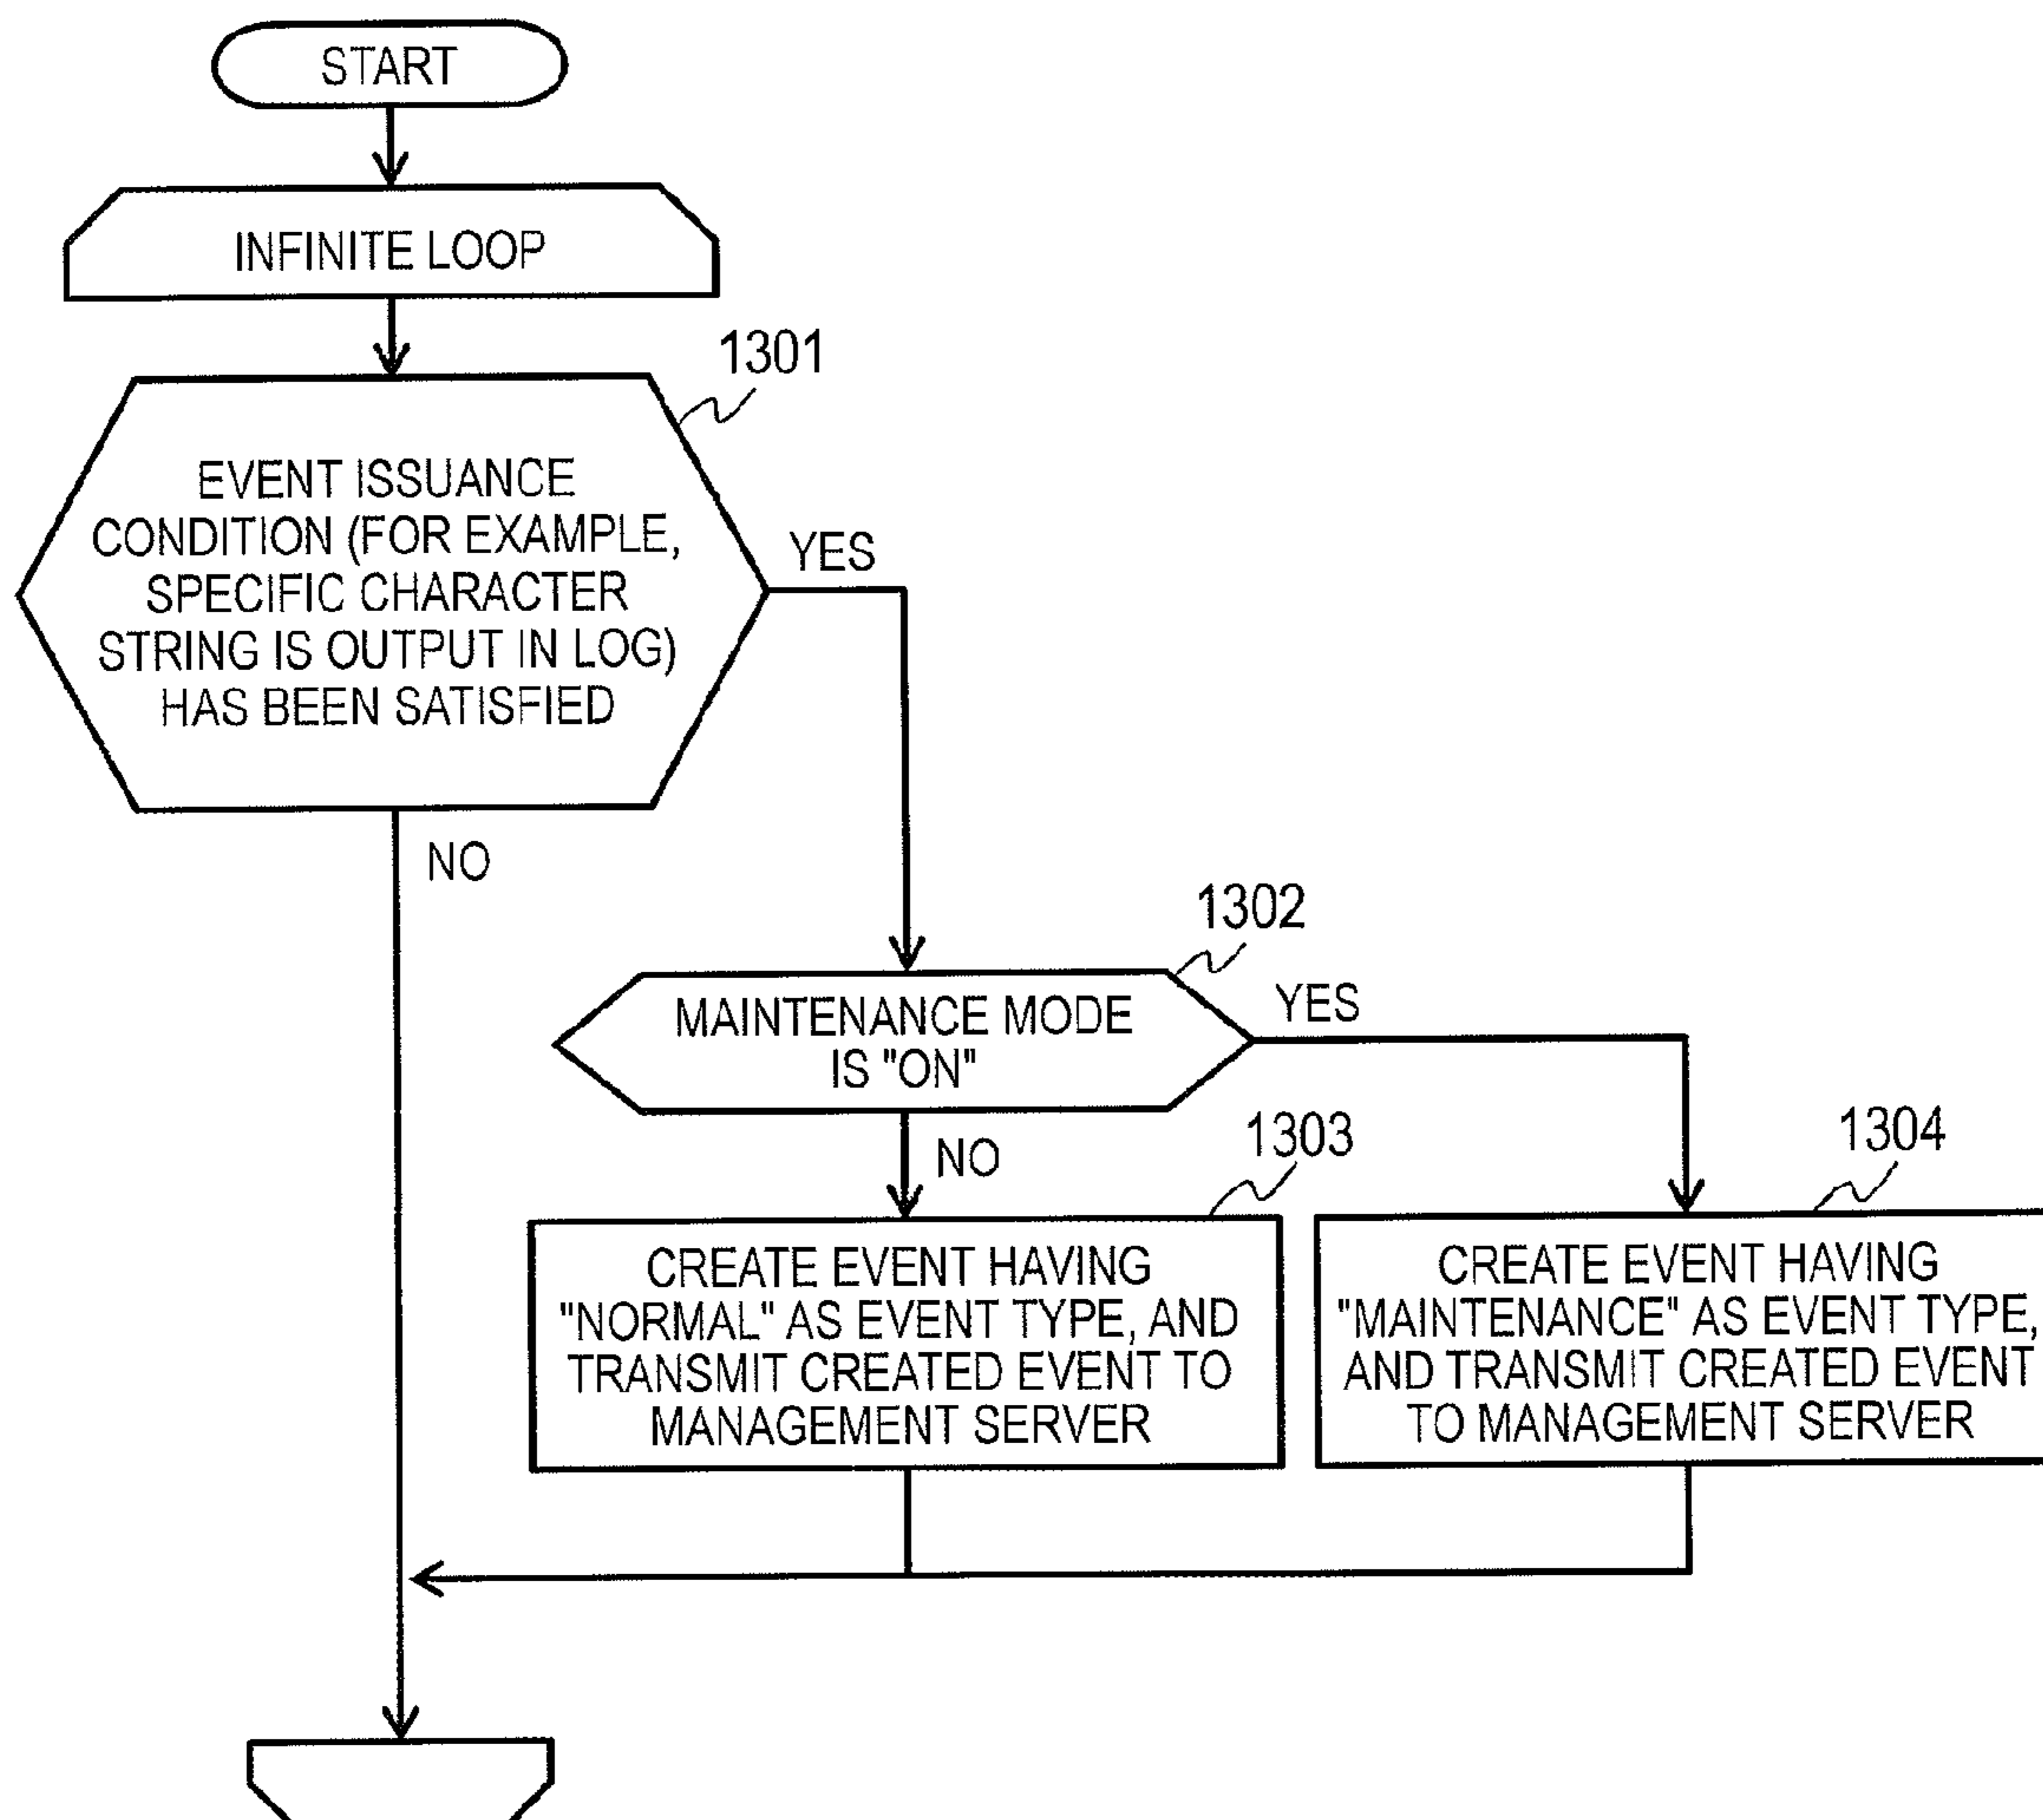 START
INFINITE LOOP
1301
EVENT ISSUANCE
CONDITION (FOR EXAMPLE,
SPECIFIC CHARACTER
STRING IS OUTPUT IN LOG)
HAS BEEN SATISFIED
YES
NO
1302
MAINTENANCE MODE
IS "ON"
YES
NO
1303
CREATE EVENT HAVING
"NORMAL" AS EVENT TYPE, AND
TRANSMIT CREATED EVENT TO
MANAGEMENT SERVER
1304
CREATE EVENT HAVING
"MAINTENANCE" AS EVENT TYPE,
AND TRANSMIT CREATED EVENT
TO MANAGEMENT SERVER